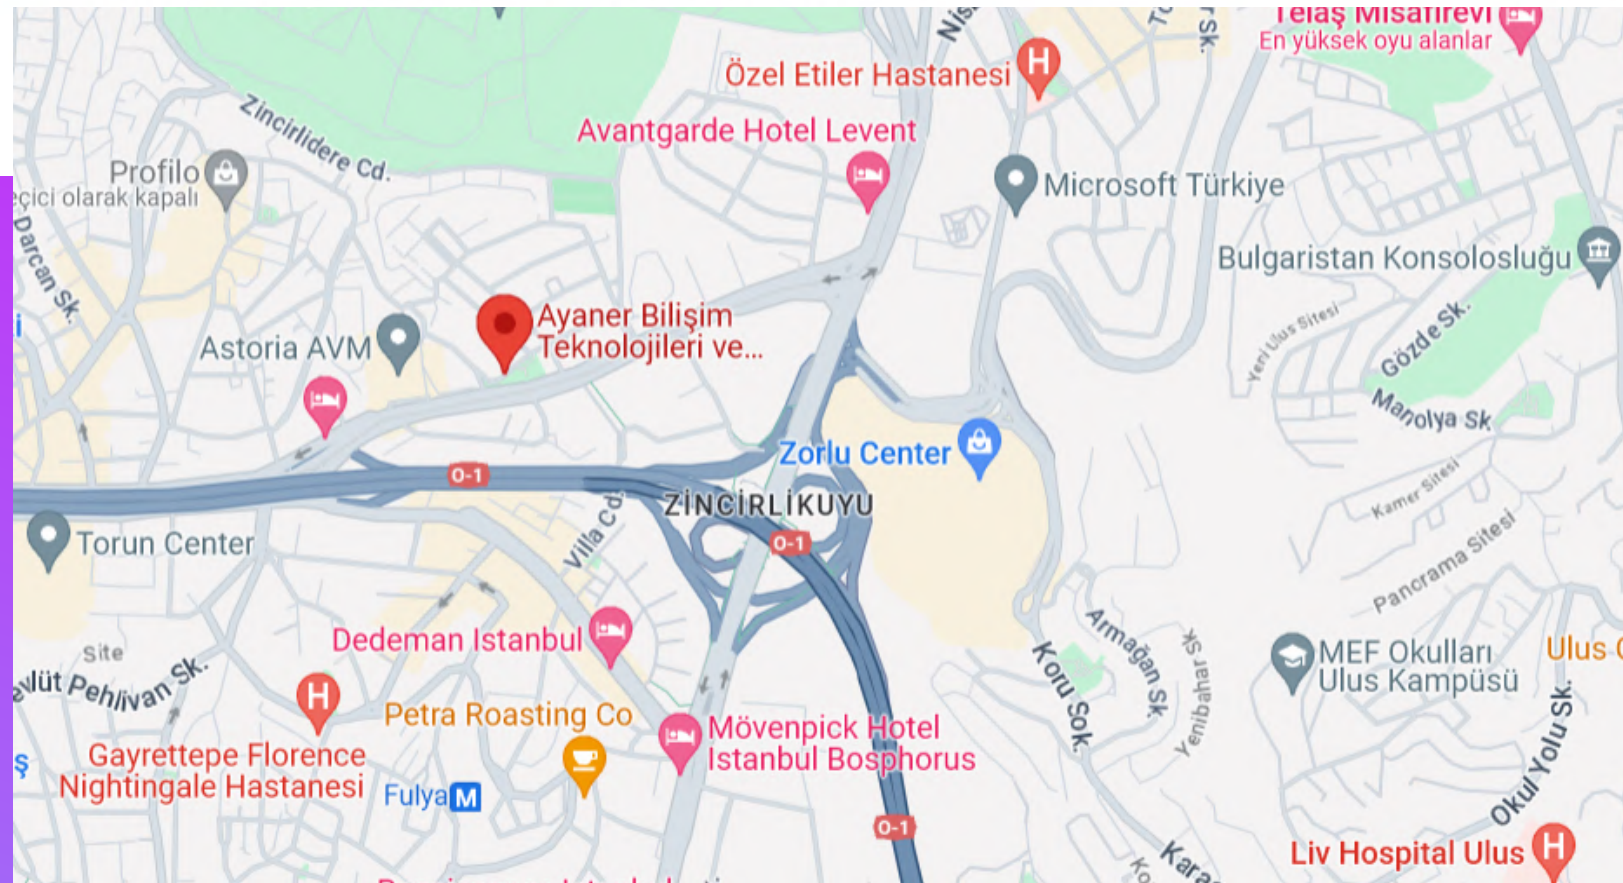 Telaş Misafirevi
En yüksek oyu alanlar
Özel Etiler Hastanesi
Zincirlidere Cd.
Avantgarde Hotel Levent
Profilo
Microsoft Türkiye
Darcan Sk.
Bulgaristan Konsolosluğu
Ayaner Bilişim
Teknolojileri ve...
Astoria AVM
Yeni Ulus Sitesi
Gözde Sk.
Manolya Sk
Zorlu Center
O-1
ZİNCİRLİKUYU
O-1
Kamer Sitesi
Villa Cd.
Torun Center
Panorama Sitesi
Dedeman Istanbul
Armağan Sk.
Yenibahar Sk
Koru Sok.
MEF Okulları
Ulus Kampüsü
Ulus
Site
Pehlivan Sk.
Petra Roasting Co
Mövenpick Hotel
Istanbul Bosphorus
Gayrettepe Florence
Nightingale Hastanesi
Fulya M
Okul Yolu Sk.
O-1
Liv Hospital Ulus